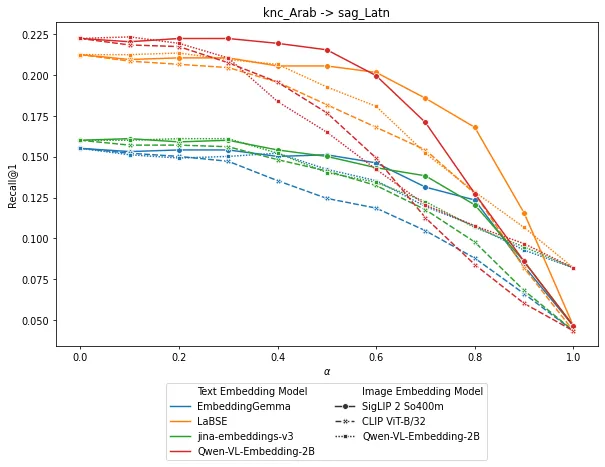 knc_Arab -> sag_Latn
Recall@1
0.225
0.200
0.175
0.150
0.125
0.100
0.075
0.050
0.0 0.2 0.4 0.6 0.8 1.0
α
Text Embedding Model Image Embedding Model
EmbeddingGemma SigLIP 2 So400m
LaBSE CLIP ViT-B/32
jina-embeddings-v3 Qwen-VL-Embedding-2B
Qwen-VL-Embedding-2B